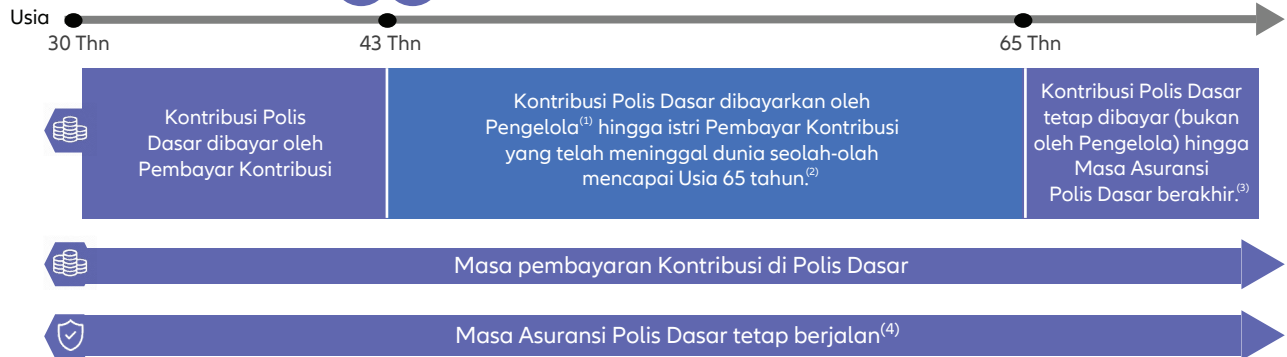 Usia
30 Thn 43 Thn 65 Thn
Kontribusi Polis
Dasar dibayar oleh
Pembayar Kontribusi
Kontribusi Polis Dasar dibayarkan oleh
Pengelola(1) hingga istri Pembayar Kontribusi
yang telah meninggal dunia seolah-olah
mencapai Usia 65 tahun.(2)
Kontribusi Polis Dasar
tetap dibayar (bukan
oleh Pengelola) hingga
Masa Asuransi
Polis Dasar berakhir.(3)
Masa pembayaran Kontribusi di Polis Dasar
Masa Asuransi Polis Dasar tetap berjalan(4)